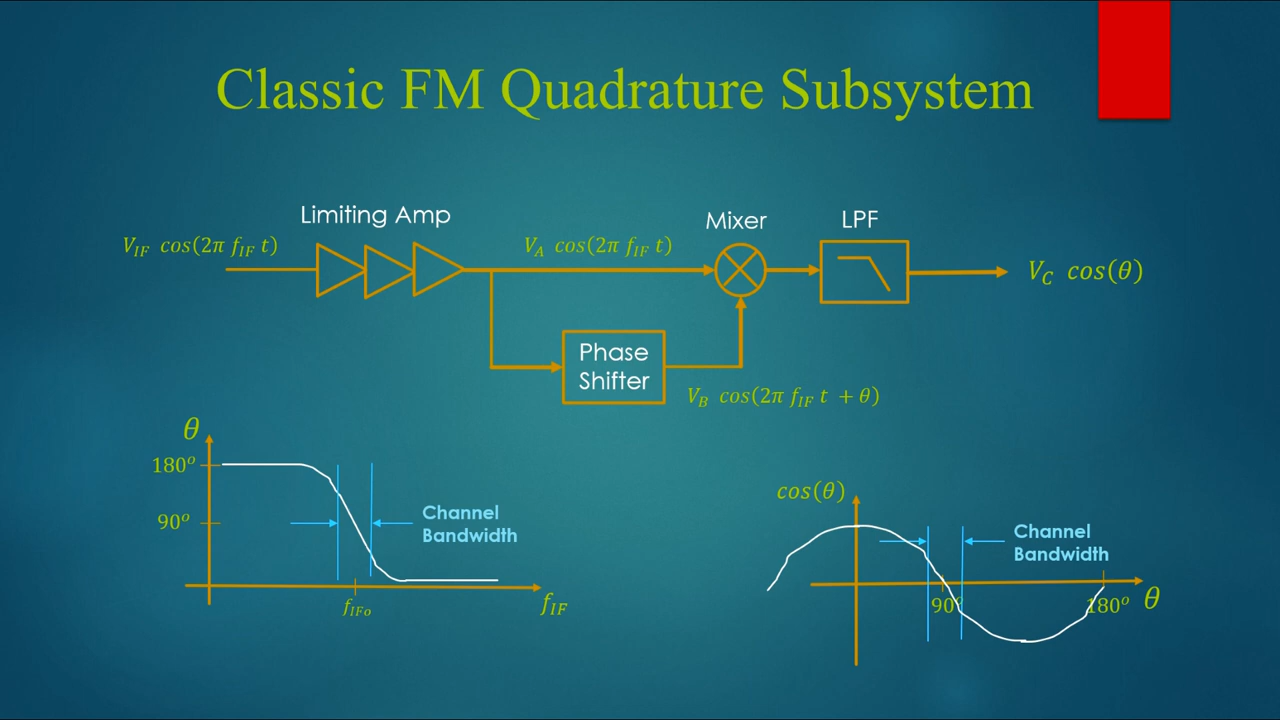 Classic FM Quadrature Subsystem
Limiting Amp
Mixer
LPF
V_IF cos(2π f_IF t)
V_A cos(2π f_IF t)
V_C cos(θ)
Phase
Shifter
V_B cos(2π f_IF t + θ)
θ
180º
90º
Channel
Bandwidth
f_IFo
f_IF
cos(θ)
Channel
Bandwidth
90º
180º
θ